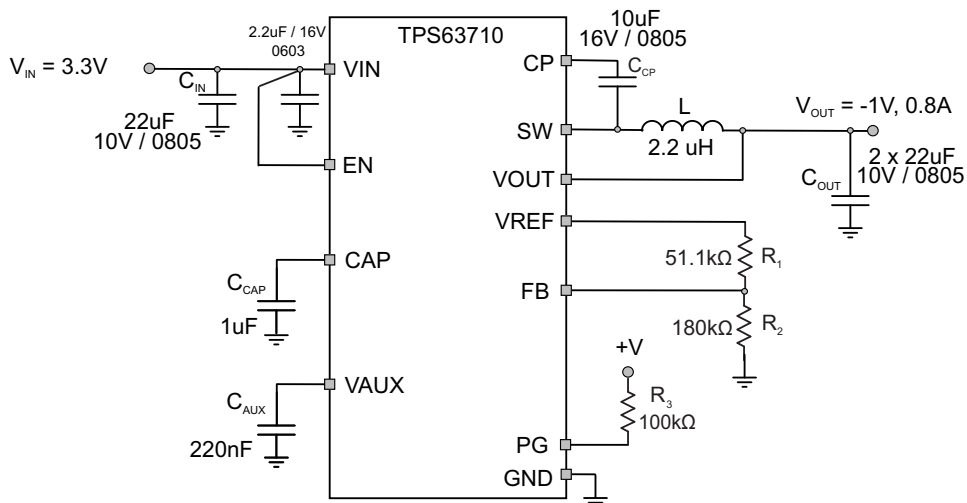 2.2uF / 16V
0603
TPS63710
10uF
16V / 0805
V_IN = 3.3V
C_IN
22uF
10V / 0805
VIN
EN
CP
C_CP
SW
L
2.2 uH
V_OUT = -1V, 0.8A
2 x 22uF
10V / 0805
C_OUT
VOUT
VREF
51.1kΩ
R_1
FB
180kΩ
R_2
CAP
C_CAP
1uF
VAUX
C_AUX
220nF
+V
R_3
100kΩ
PG
GND